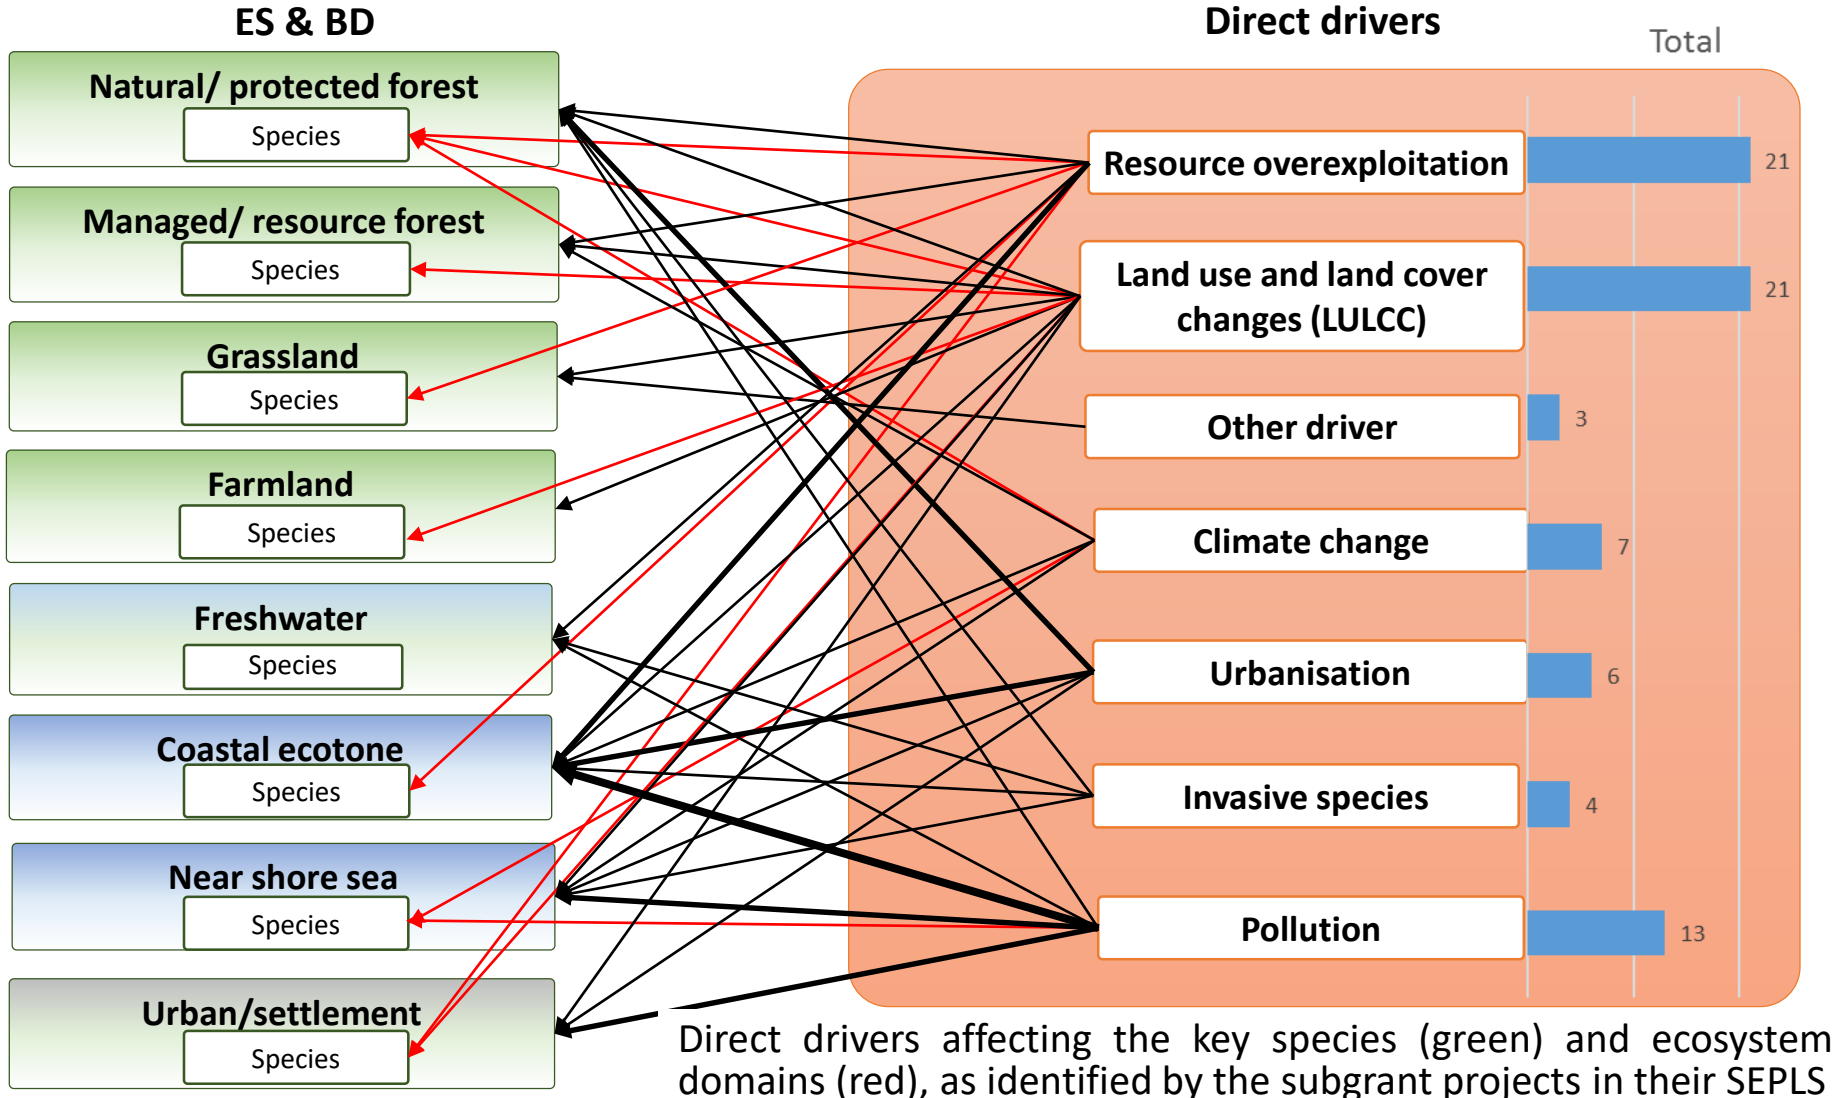 ES & BD
Natural/ protected forest
Species
Managed/ resource forest
Species
Grassland
Species
Farmland
Species
Freshwater
Species
Coastal ecotone
Species
Near shore sea
Species
Urban/settlement
Species
Direct drivers
Total
Resource overexploitation
21
Land use and land cover
changes (LULCC)
21
Other driver
3
Climate change
7
Urbanisation
6
Invasive species
4
Pollution
13
Direct drivers affecting the key species (green) and ecosystem
domains (red), as identified by the subgrant projects in their SEPLS